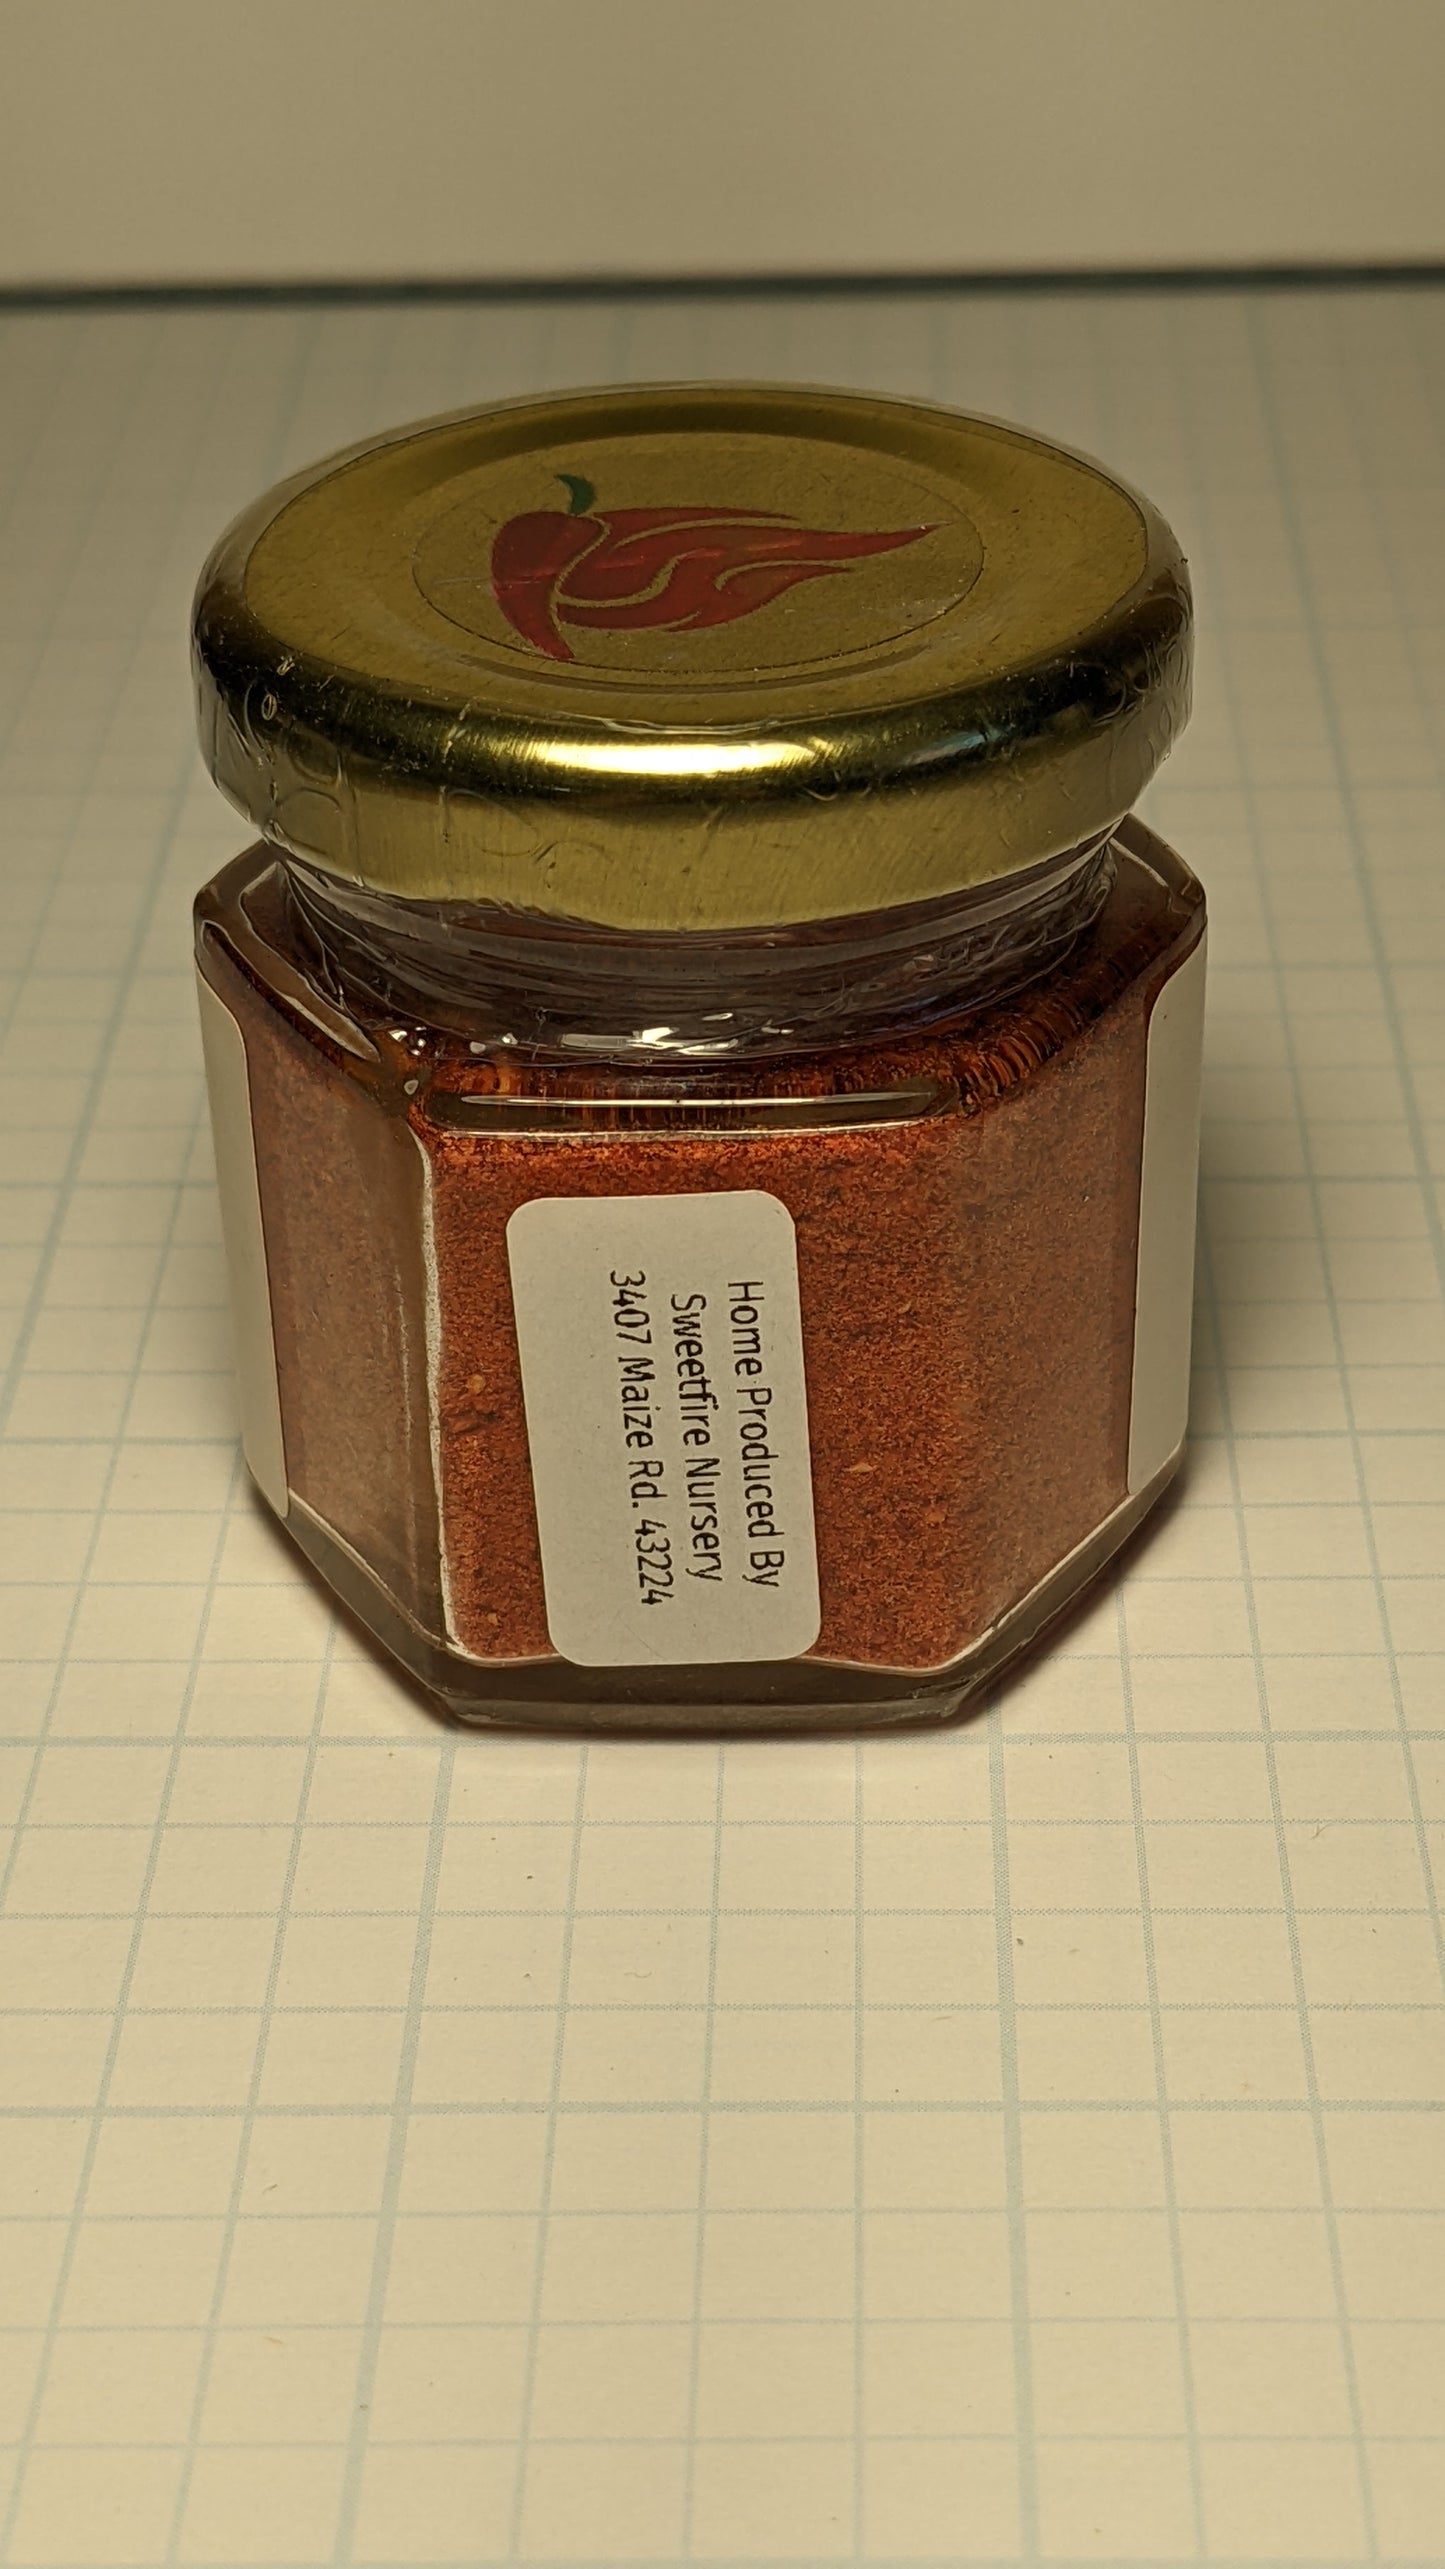 Home Produced By
Sweetfire Nursery
3407 Maize Rd. 43224